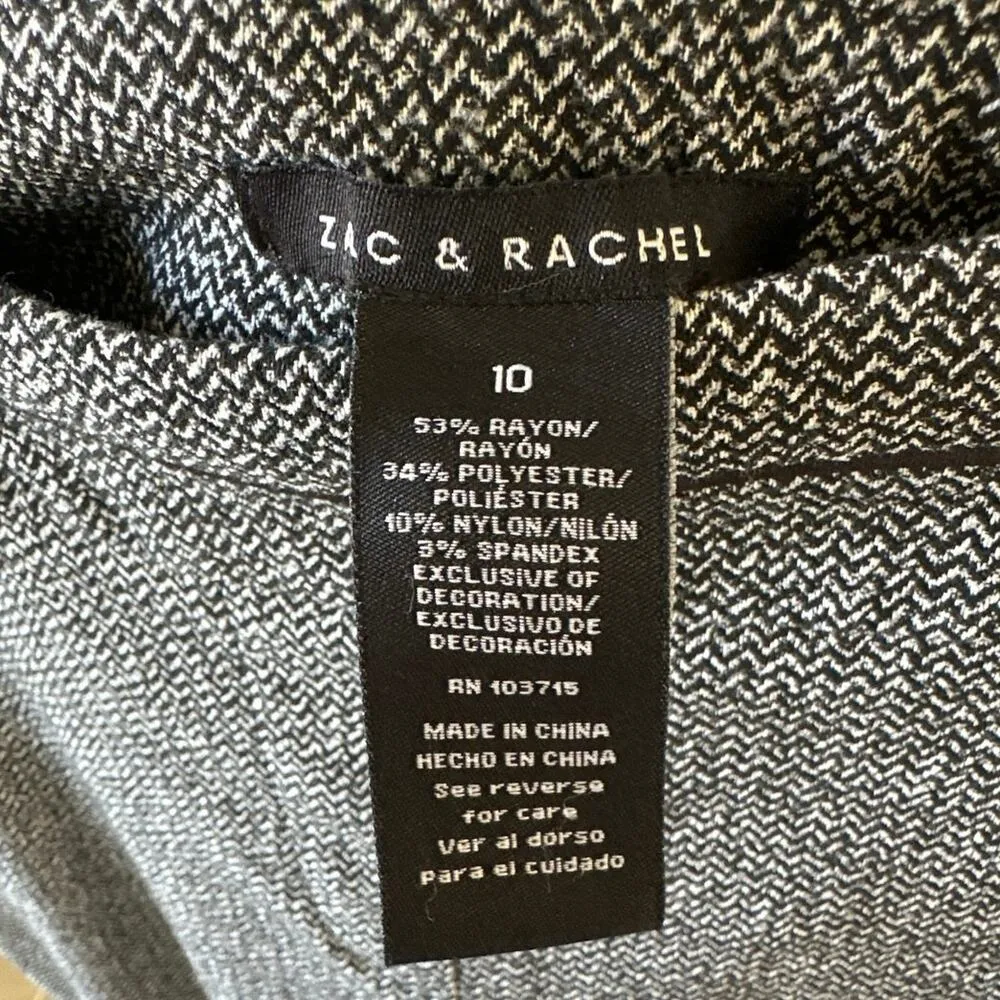 ZAC & RACHEL
10
53% RAYON/
RAYÓN
34% POLYESTER/
POLIÉSTER
10% NYLON/NILÓN
3% SPANDEX
EXCLUSIVE OF
DECORATION/
EXCLUSIVO DE
DECORACIÓN
RN 103715
MADE IN CHINA
HECHO EN CHINA
See reverse
for care
Ver al dorso
para el cuidado